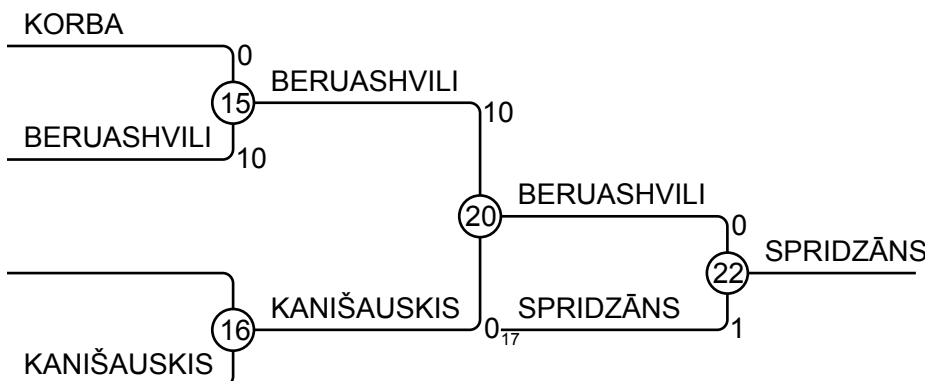 KORBA
0
15
BERUASHVILI
BERUASHVILI
10
10
20
BERUASHVILI
0
22
SPRIDZĀNS
16
KANIŠAUSKIS
0
17
SPRIDZĀNS
1
KANIŠAUSKIS